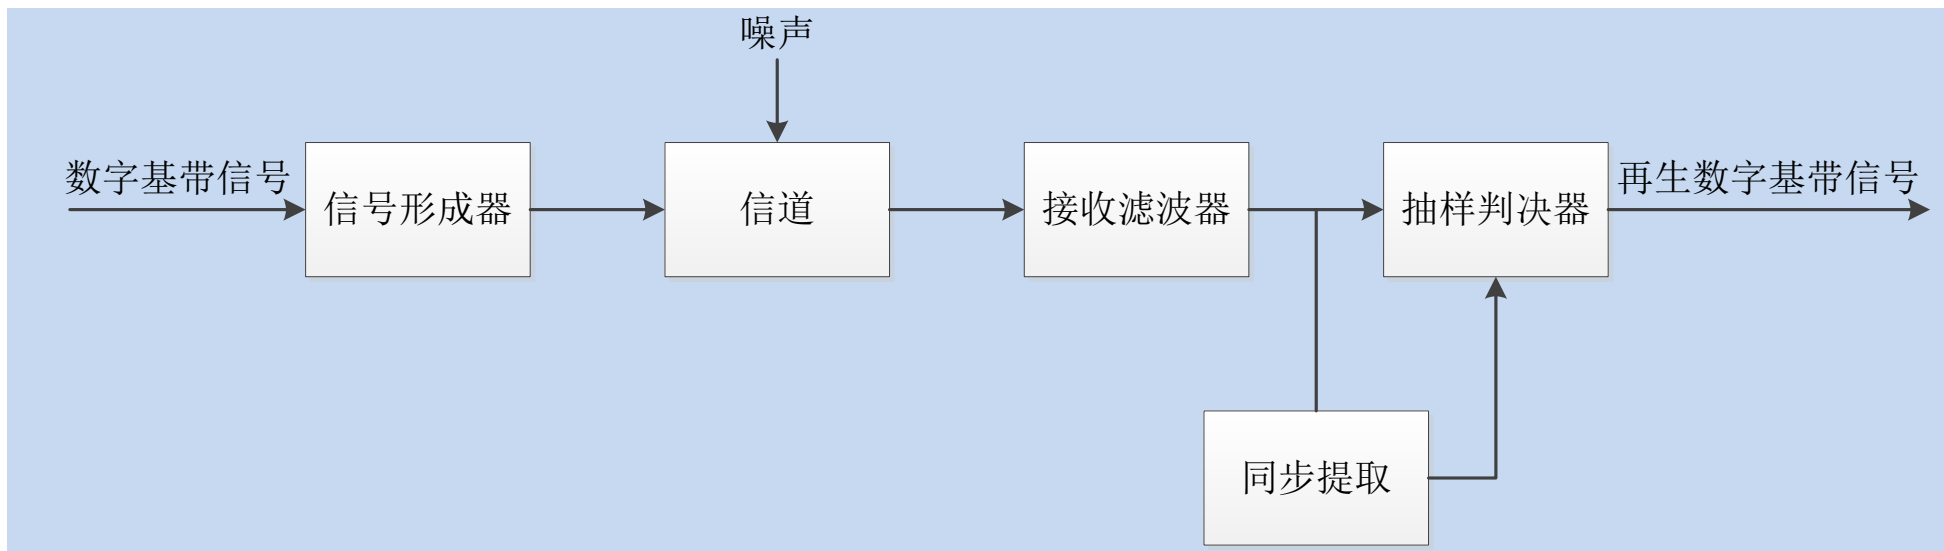 噪声
数字基带信号
信号形成器
信道
接收滤波器
抽样判决器
再生数字基带信号
同步提取